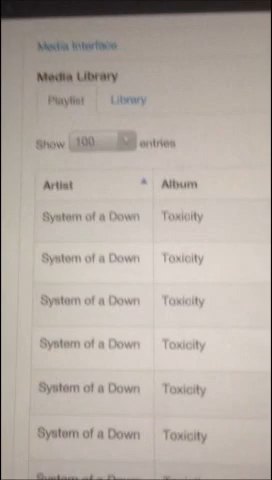 Media Interface
Media Library
Playlist Library
Show 100 entries
Artist Album
System of a Down Toxicity
System of a Down Toxicity
System of a Down Toxicity
System of a Down Toxicity
System of a Down Toxicity
System of a Down Toxicity